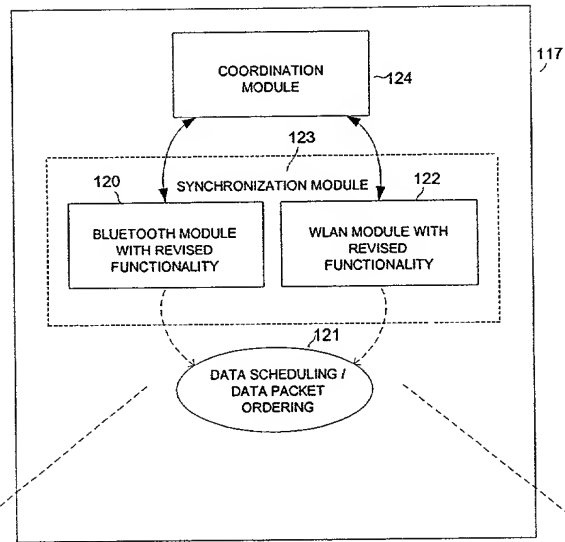 COORDINATION
MODULE
124
117
123
SYNCHRONIZATION MODULE
120
122
BLUETOOTH MODULE
WITH REVISED
FUNCTIONALITY
WLAN MODULE WITH
REVISED
FUNCTIONALITY
121
DATA SCHEDULING /
DATA PACKET
ORDERING